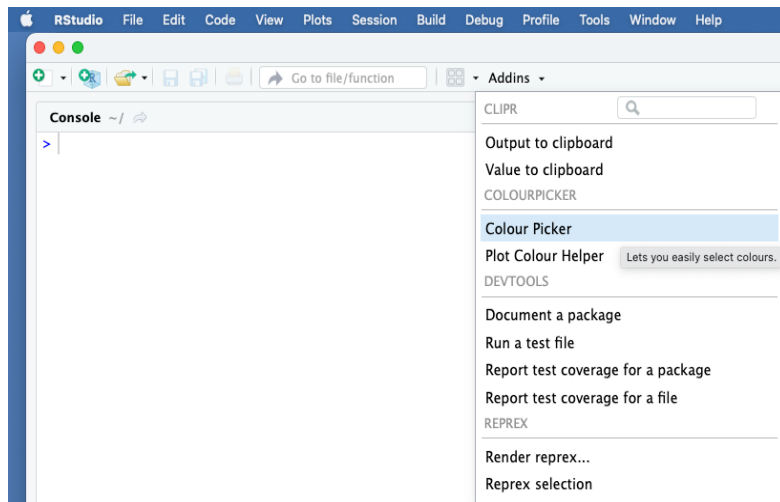 RStudio File Edit Code View Plots Session Build Debug Profile Tools Window Help
Go to file/function Addins
Console ~/
>
CLIPR
Output to clipboard
Value to clipboard
COLOURPICKER
Colour Picker
Plot Colour Helper
Lets you easily select colours.
DEVTOOLS
Document a package
Run a test file
Report test coverage for a package
Report test coverage for a file
REPREX
Render reprex...
Reprex selection